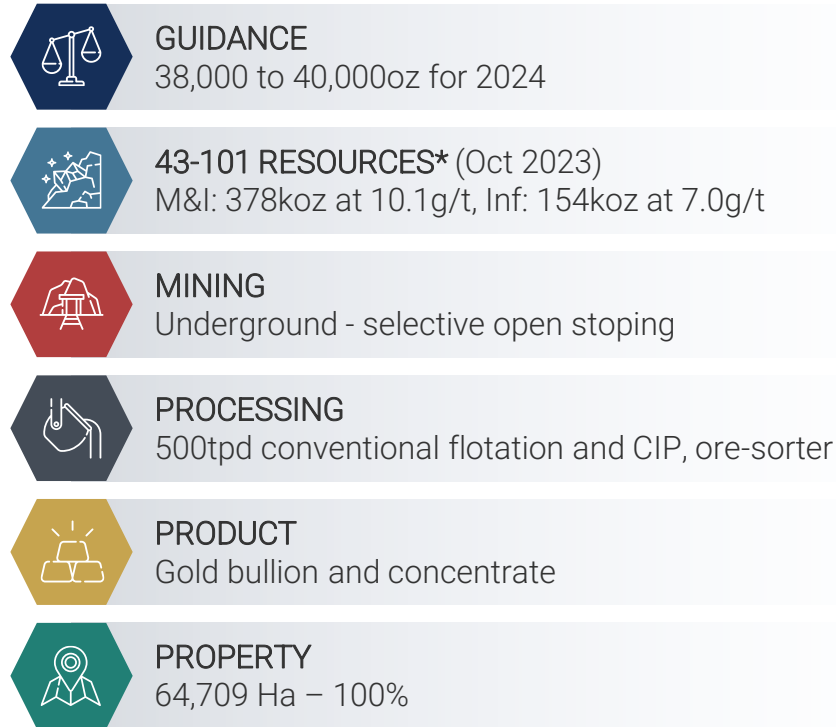 GUIDANCE
38,000 to 40,000oz for 2024
43-101 RESOURCES* (Oct 2023)
M&I: 378koz at 10.1g/t, Inf: 154koz at 7.0g/t
MINING
Underground - selective open stoping
PROCESSING
500tpd conventional flotation and CIP, ore-sorter
PRODUCT
Gold bullion and concentrate
PROPERTY
64,709 Ha – 100%